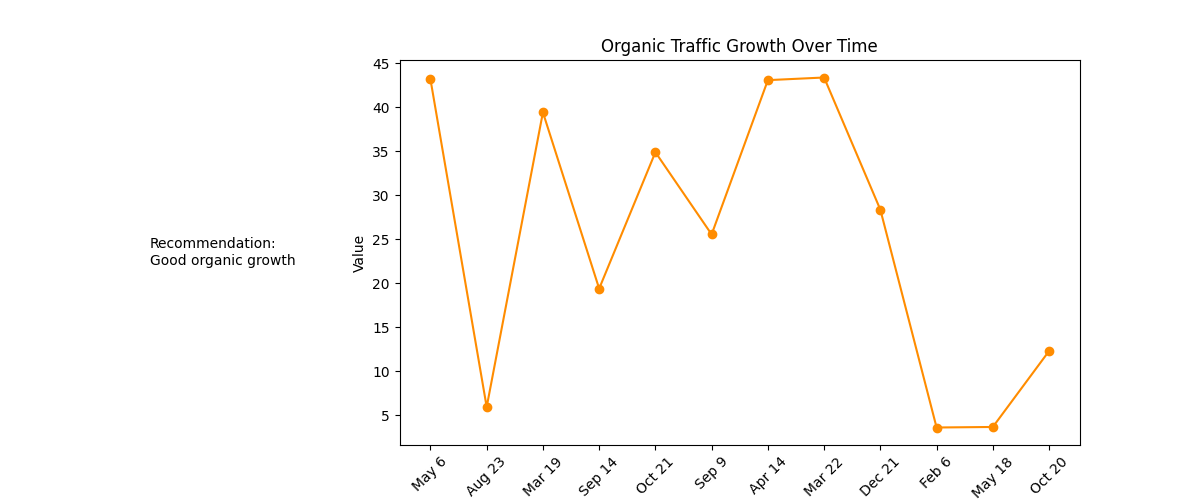 Organic Traffic Growth Over Time
Recommendation:
Good organic growth
Value
45
40
35
30
25
20
15
10
5
May 6
Aug 23
Mar 19
Sep 14
Oct 21
Sep 9
Apr 14
Mar 22
Dec 21
Feb 6
May 18
Oct 20